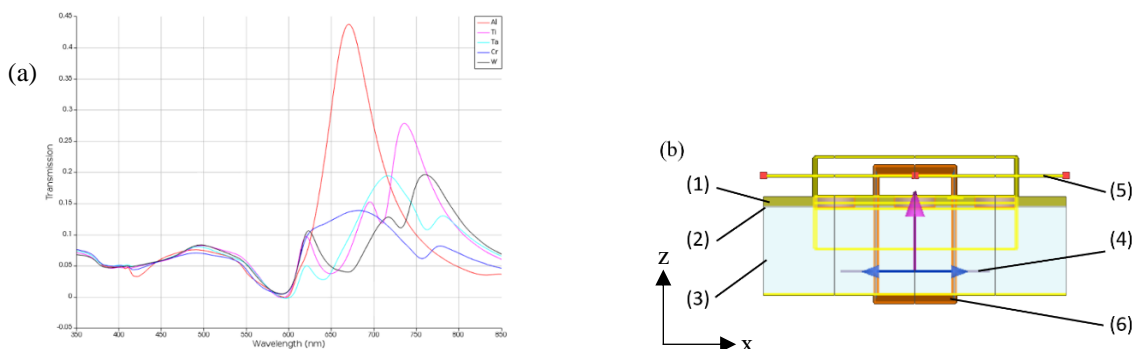 (a)
Transmission
0.45
0.4
0.35
0.3
0.25
0.2
0.15
0.1
0.05
0
-0.05
350 400 450 500 550 600 650 700 750 800 850
Wavelength (nm)
Al
Ti
Ta
Cr
W
(b)
(1)
(2)
(3)
(4)
(5)
(6)
z
x